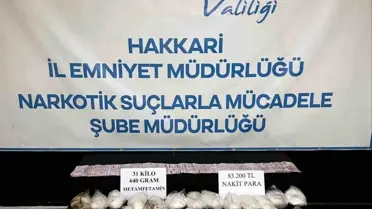 Valiliği
HAKKARİ
İL EMNİYET MÜDÜRLÜĞÜ
NARKOTİK SUÇLARLA MÜCADELE
ŞUBE MÜDÜRLÜĞÜ
31 KİLO
640 GRAM
METAMFETAMİN
83.200 TL
NAKİT PARA